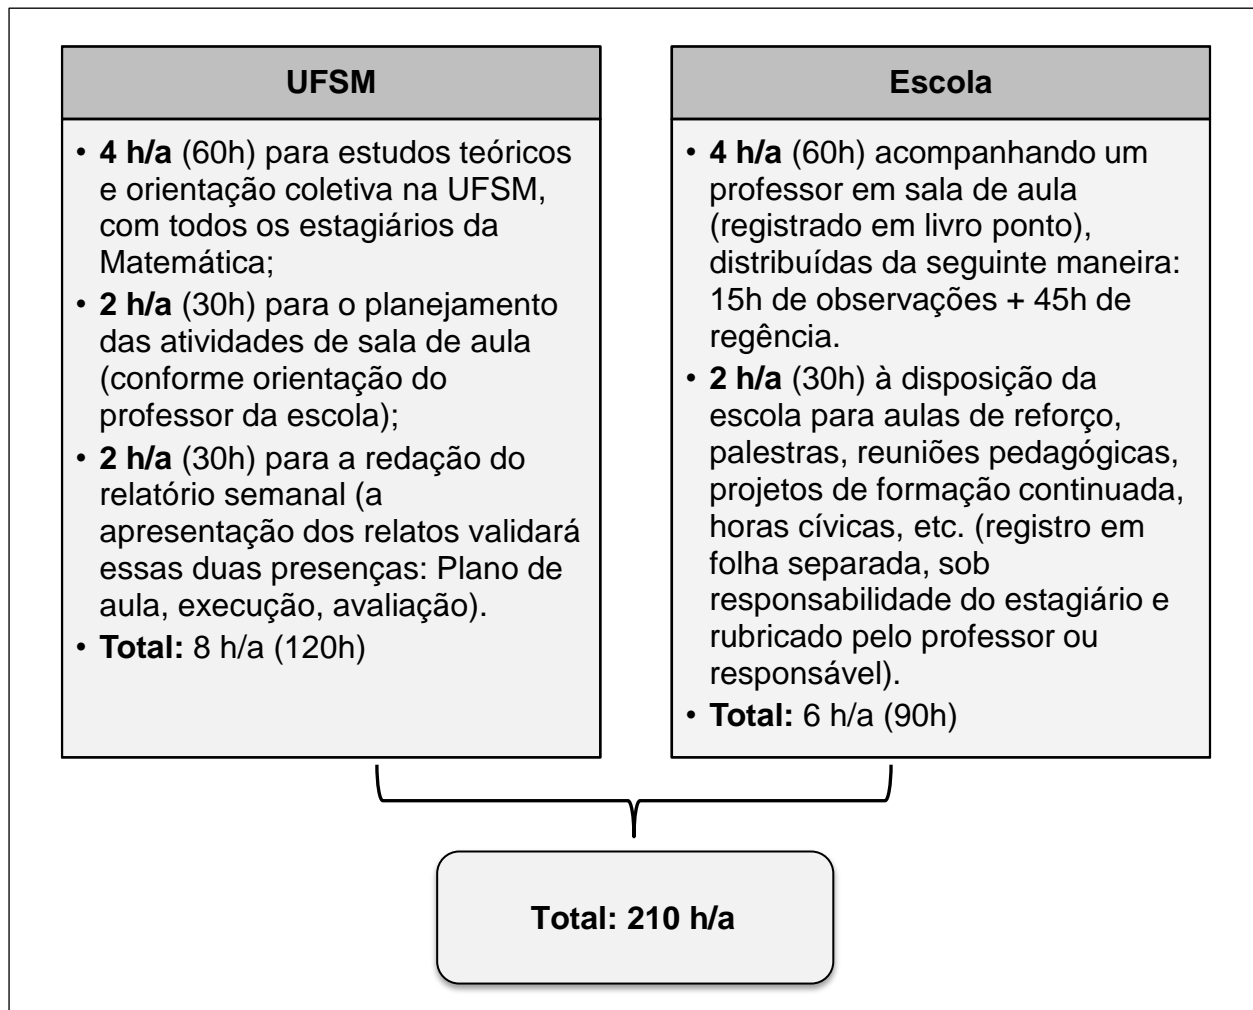 UFSM
• 4 h/a (60h) para estudos teóricos
e orientação coletiva na UFSM,
com todos os estagiários da
Matemática;
• 2 h/a (30h) para o planejamento
das atividades de sala de aula
(conforme orientação do
professor da escola);
• 2 h/a (30h) para a redação do
relatório semanal (a
apresentação dos relatos validará
essas duas presenças: Plano de
aula, execução, avaliação).
• Total: 8 h/a (120h)
Escola
• 4 h/a (60h) acompanhando um
professor em sala de aula
(registrado em livro ponto),
distribuídas da seguinte maneira:
15h de observações + 45h de
regência.
• 2 h/a (30h) à disposição da
escola para aulas de reforço,
palestras, reuniões pedagógicas,
projetos de formação continuada,
horas cívicas, etc. (registro em
folha separada, sob
responsabilidade do estagiário e
rubricado pelo professor ou
responsável).
• Total: 6 h/a (90h)
Total: 210 h/a